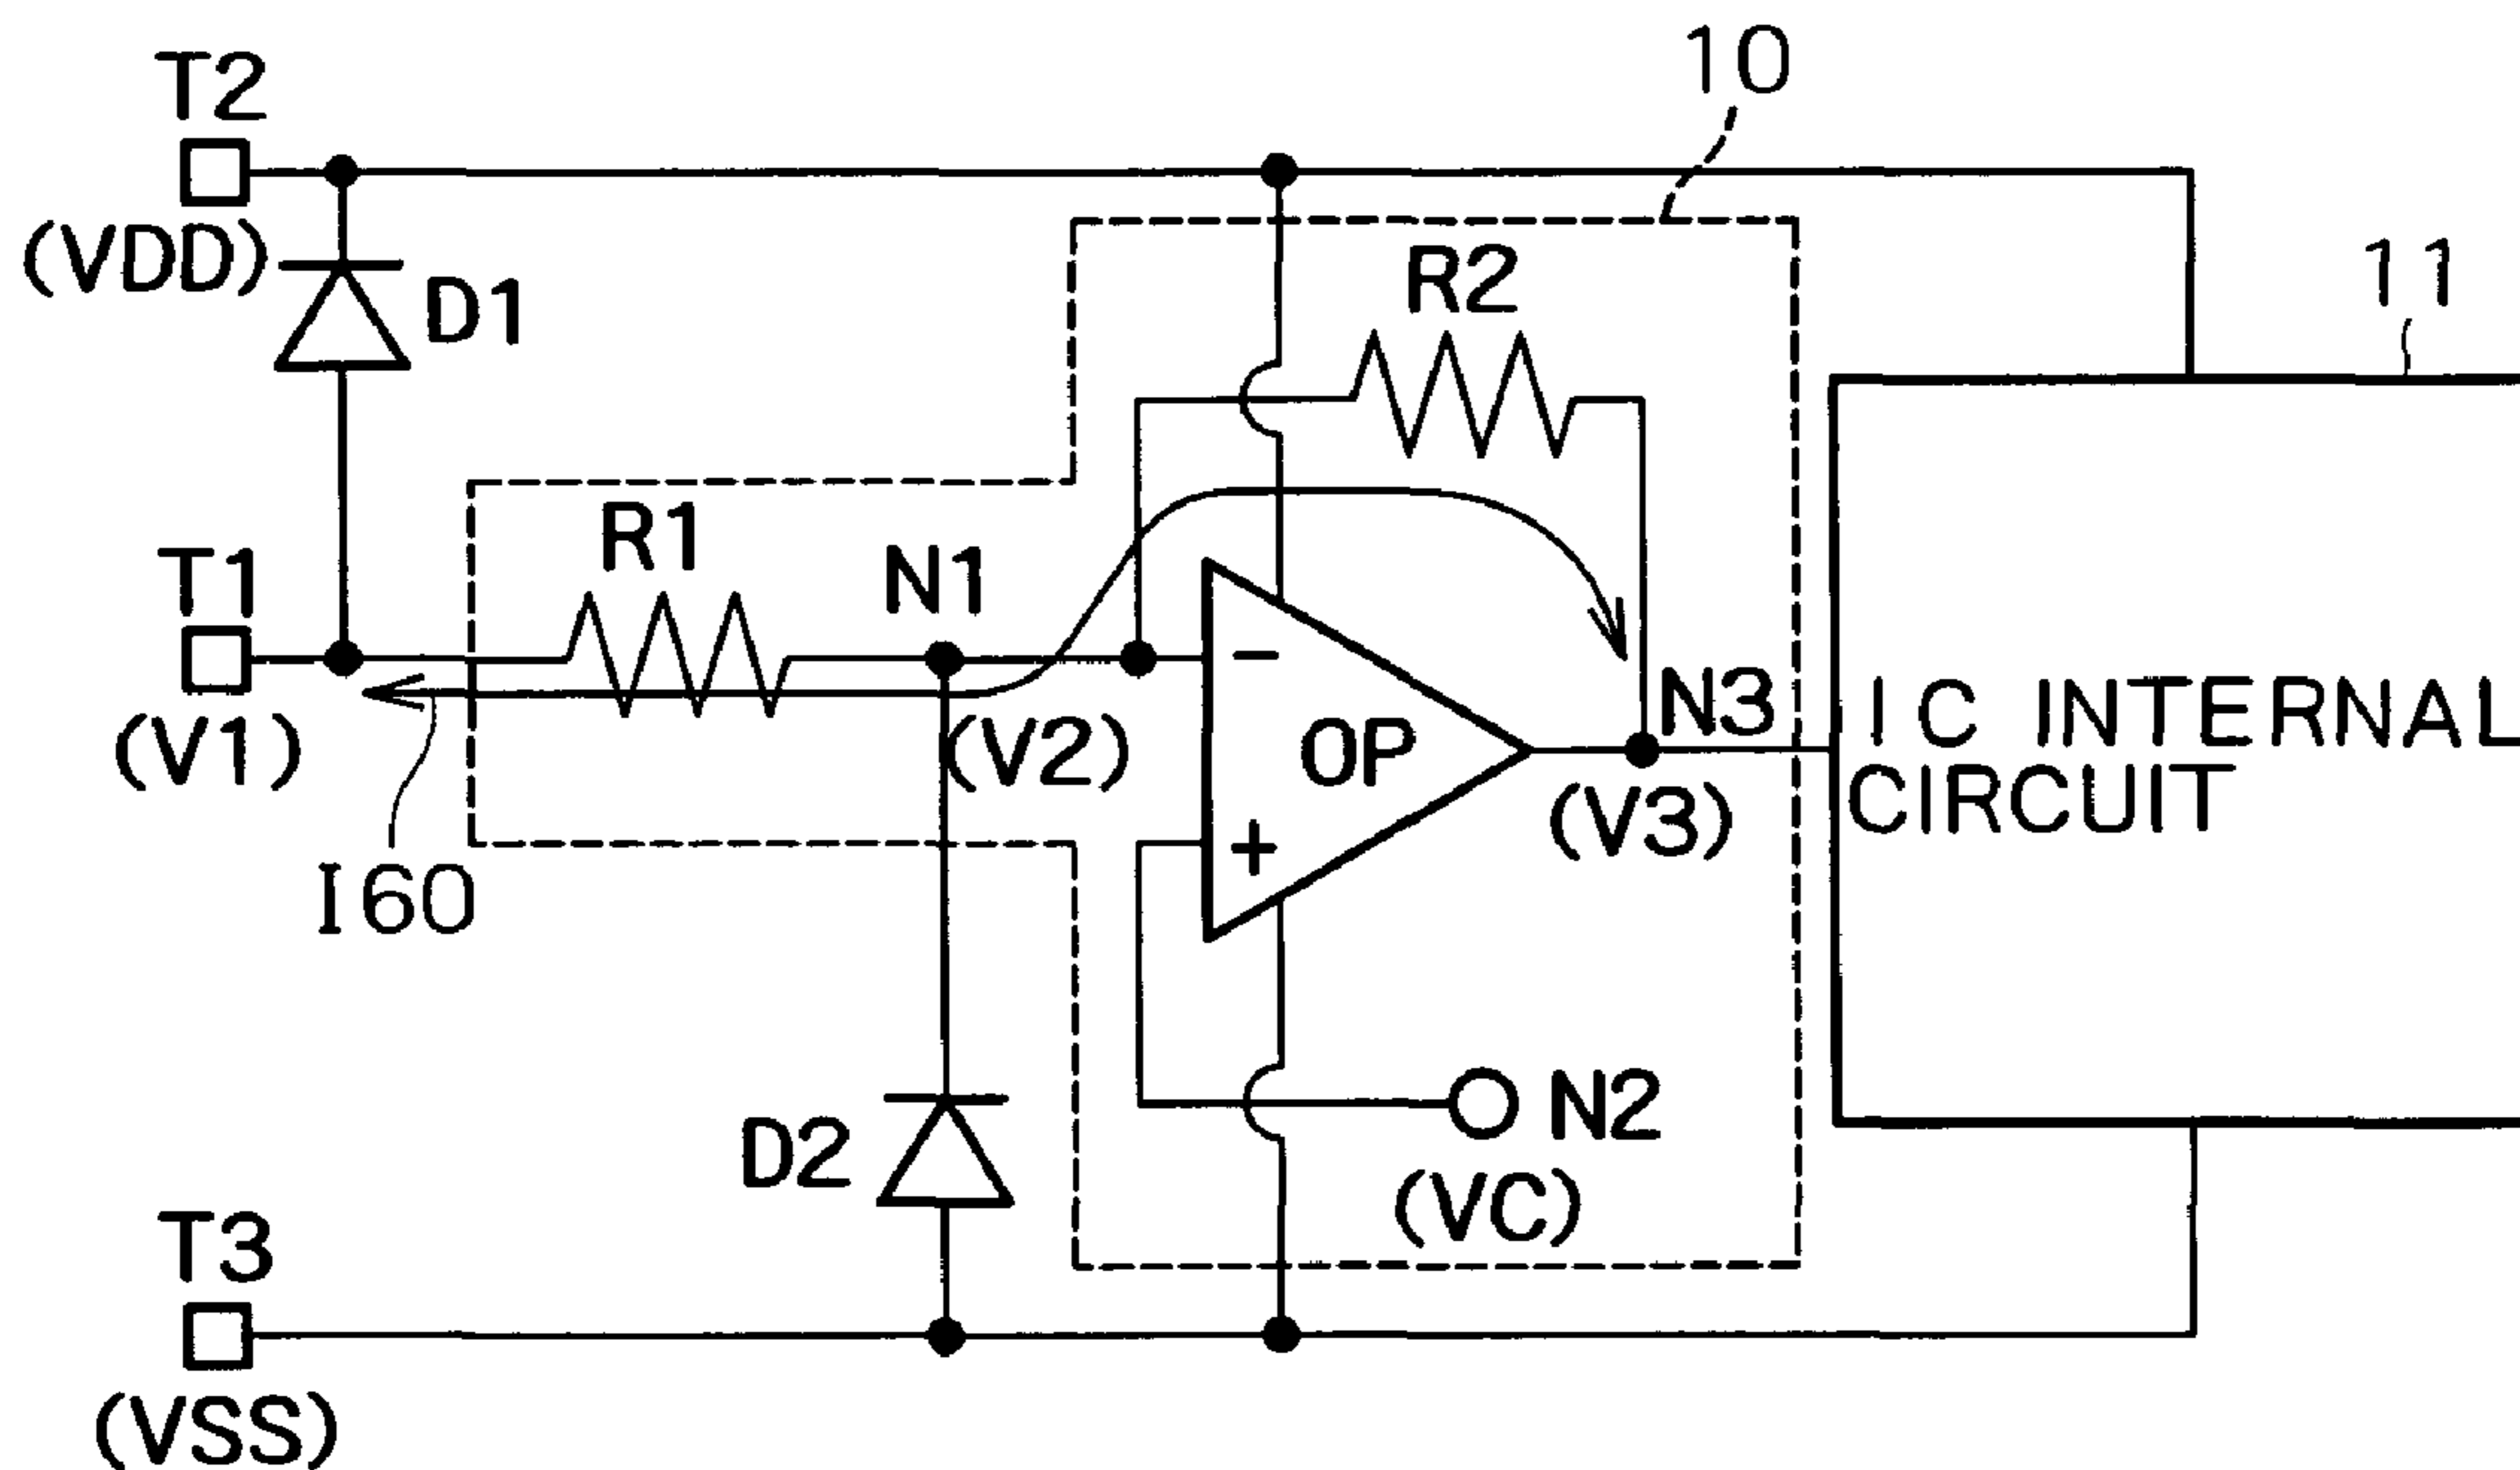 10
T2
(VDD)
D1
R2
11
R1
T1
N1
(V1)
(V2)
−
OP
+
N3
(V3)
IC INTERNAL
CIRCUIT
I60
D2
N2
(VC)
T3
(VSS)